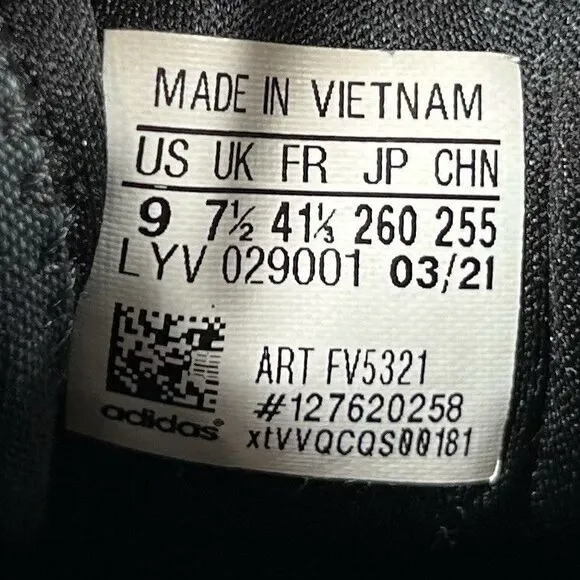 MADE IN VIETNAM
US UK FR JP CHN
9 7½ 41⅓ 260 255
LYV 029001 03/21
ART FV5321
#127620258
xtVVQCQS00181
adidas